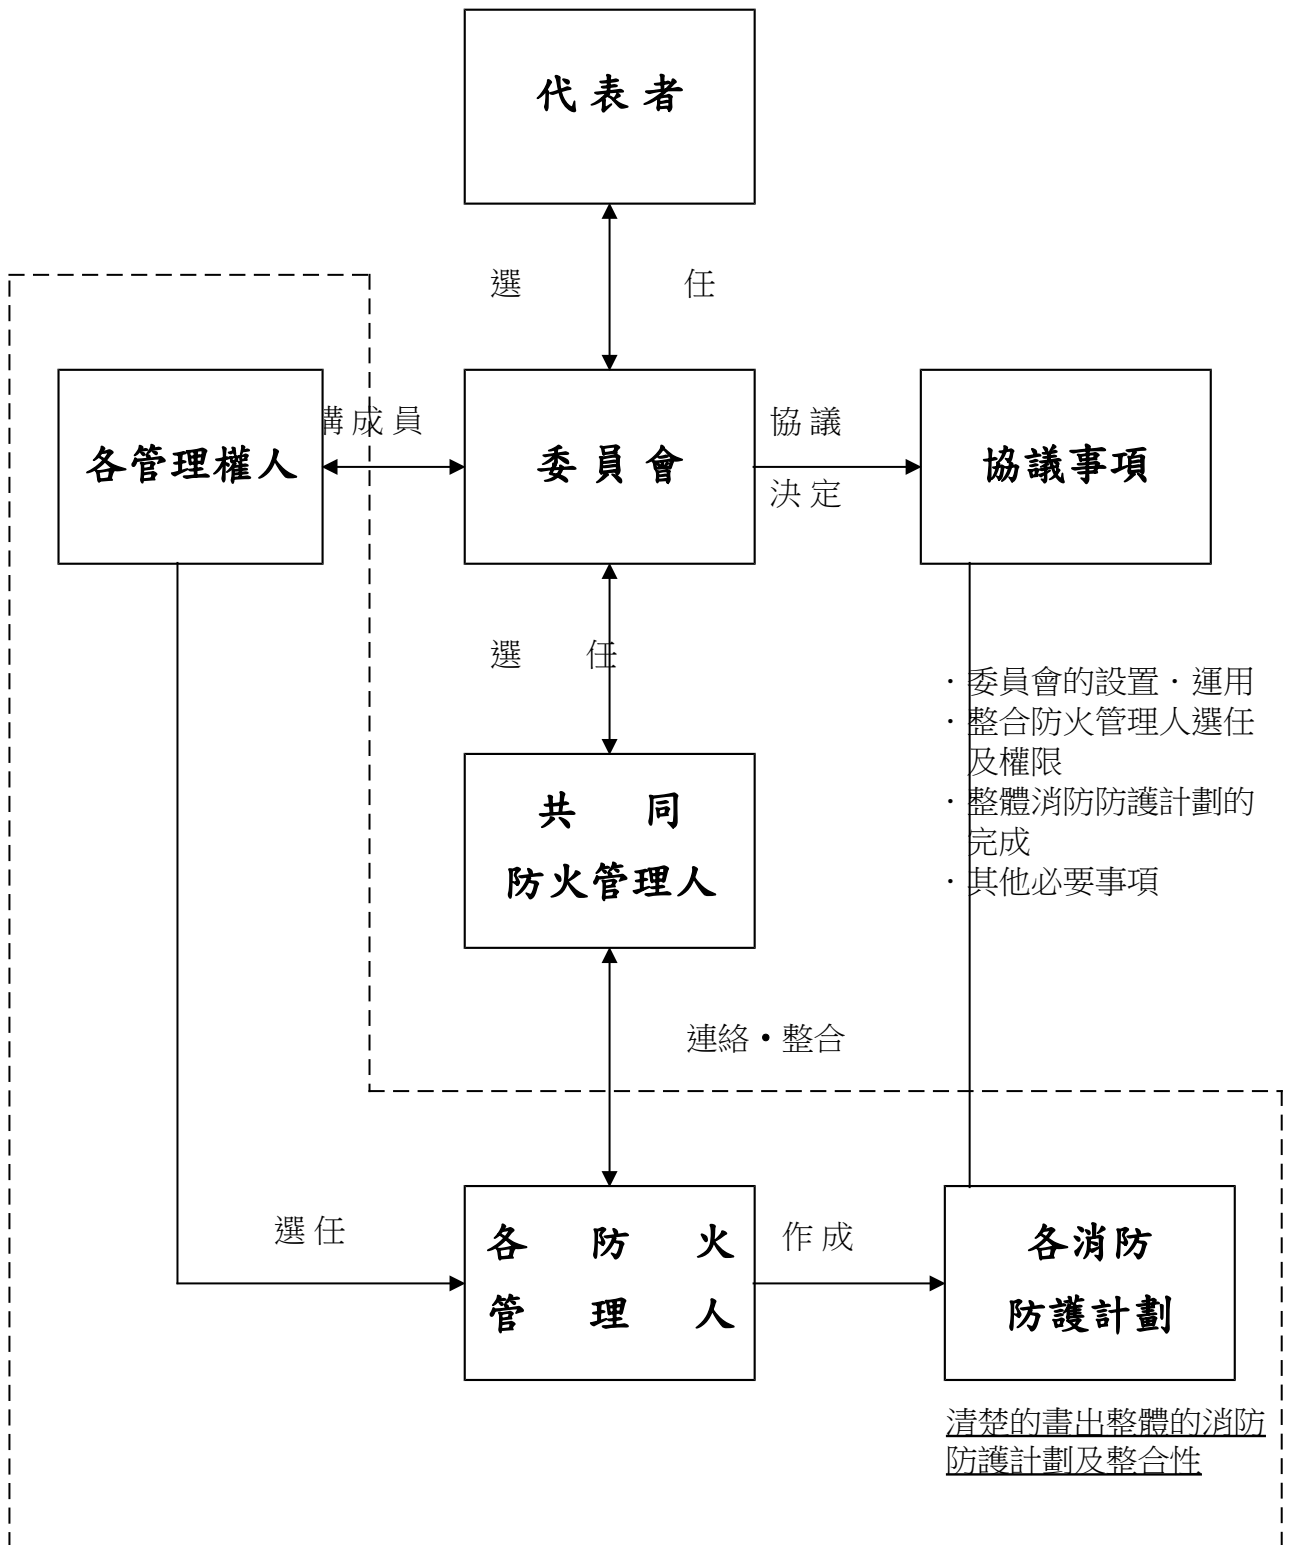 代表者
選 任
構成員
協議
各管理權人
委員會
協議事項
決定
選 任
‧委員會的設置‧運用
‧整合防火管理人選任
及權限
‧整體消防防護計劃的
完成
‧其他必要事項
共 同
防火管理人
連絡•整合
選任
各 防 火
管 理 人
作成
各消防
防護計劃
清楚的畫出整體的消防
防護計劃及整合性